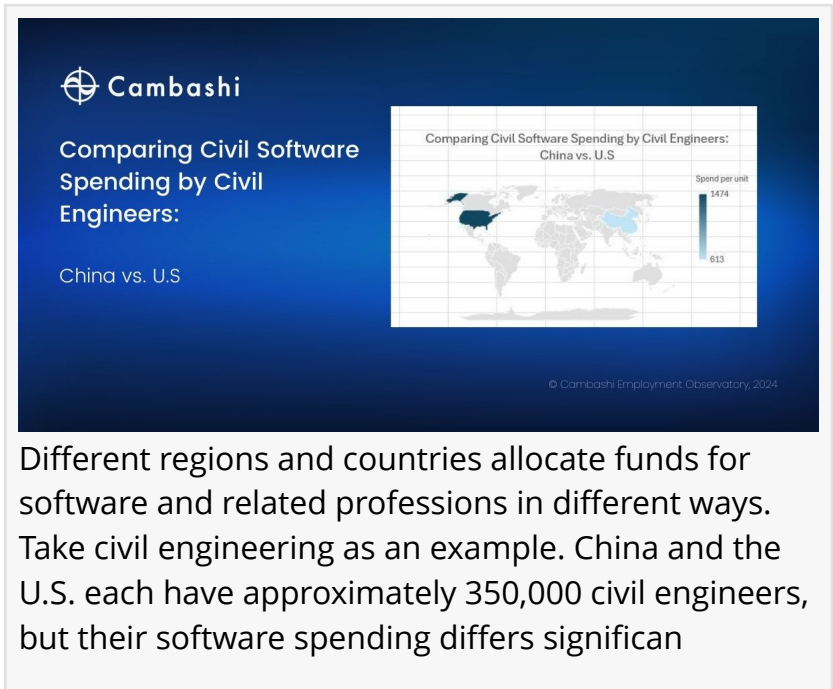 Cambashi
Comparing Civil Software
Spending by Civil
Engineers:
China vs. U.S
Comparing Civil Software Spending by Civil Engineers:
China vs. U.S
Spend per unit
1474
613
© Cambashi Employment Observatory, 2024
Different regions and countries allocate funds for
software and related professions in different ways.
Take civil engineering as an example. China and the
U.S. each have approximately 350,000 civil engineers,
but their software spending differs significan